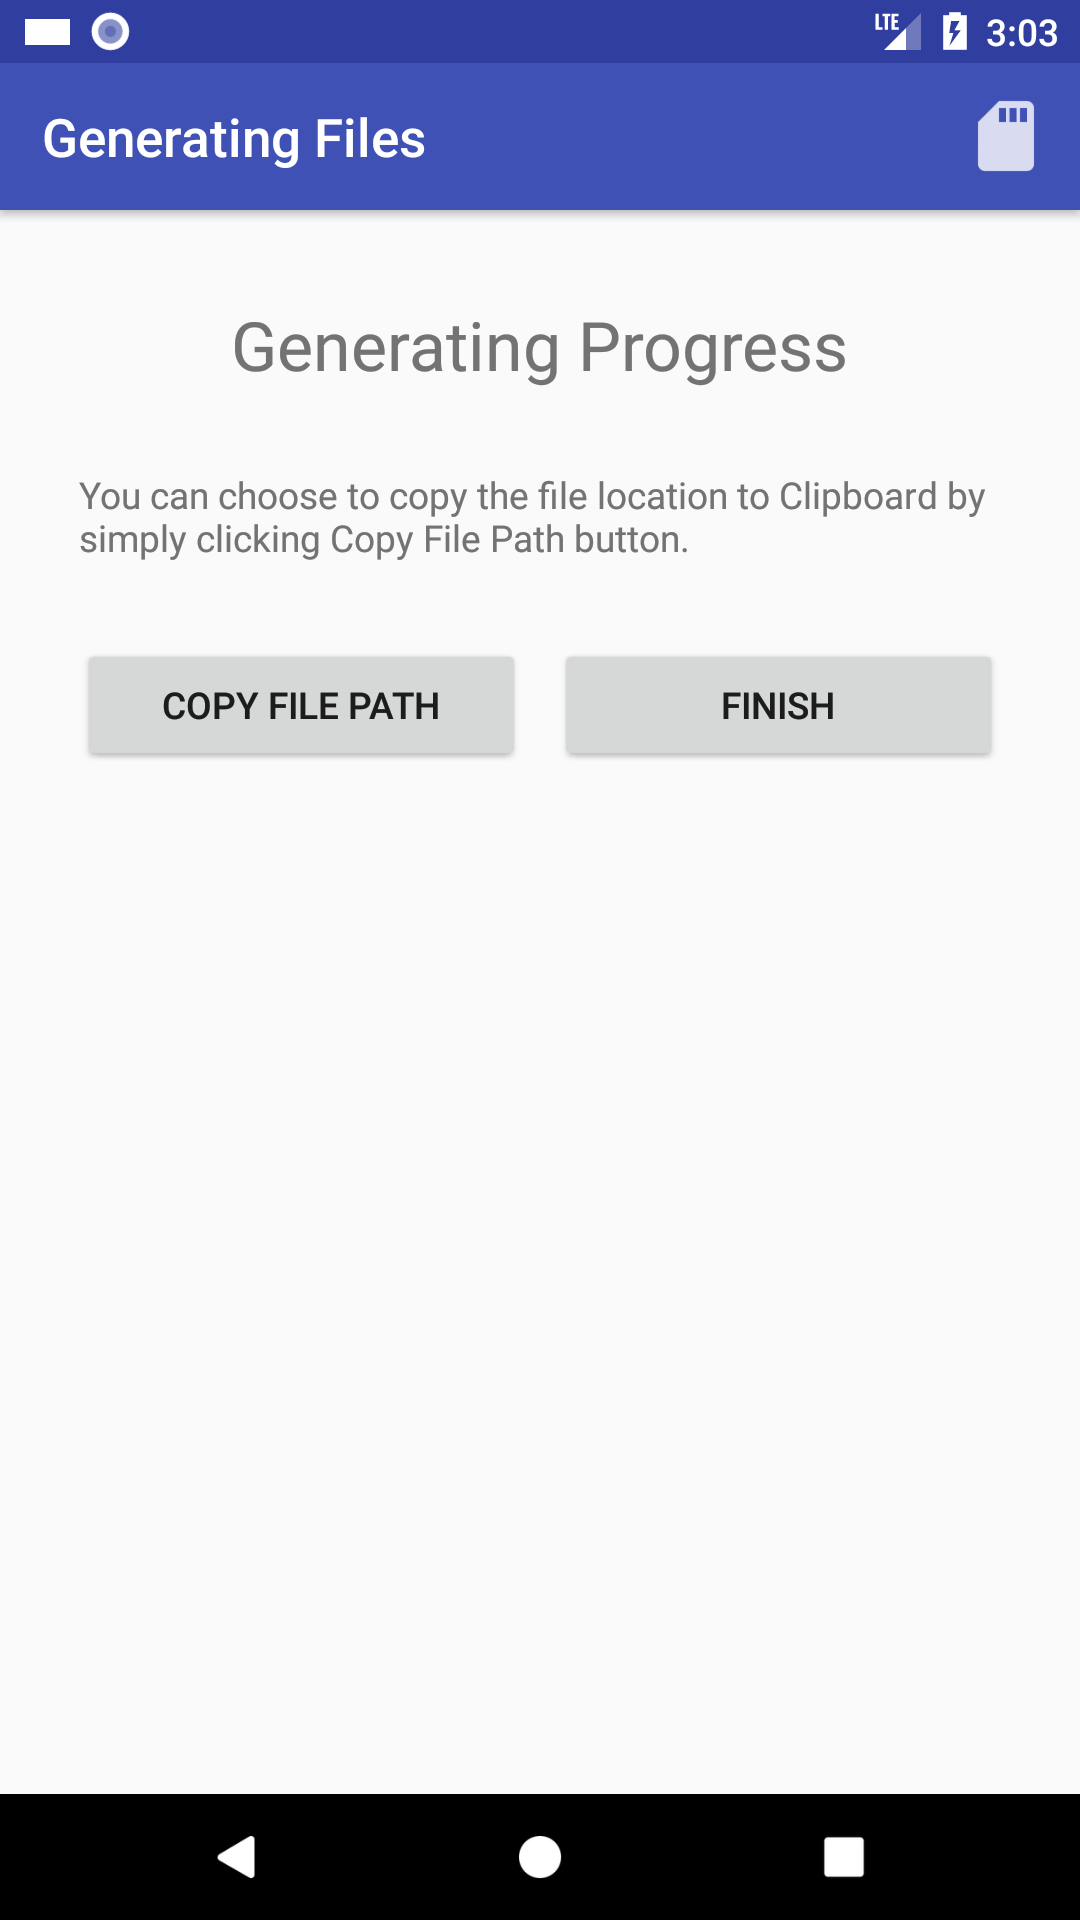 LTE 3:03
Generating Files
Generating Progress
You can choose to copy the file location to Clipboard by
simply clicking Copy File Path button.
COPY FILE PATH FINISH